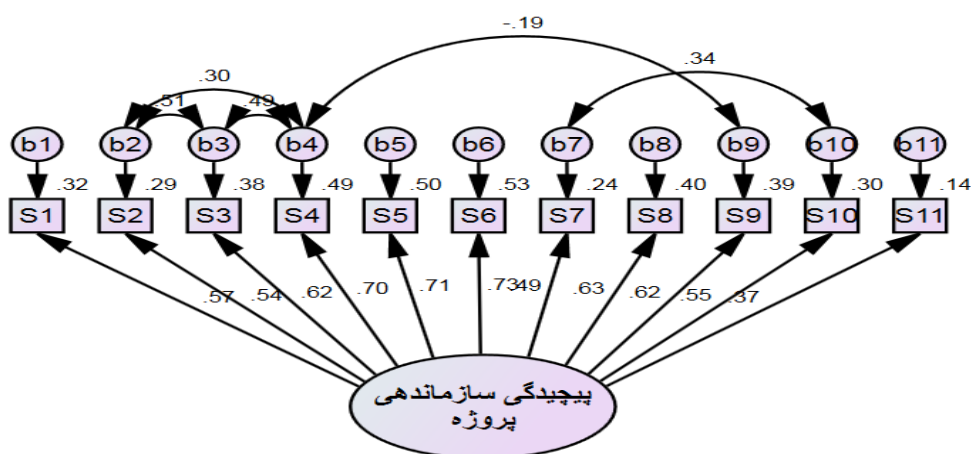 -.19
.34
.30
.51 .49
b1 b2 b3 b4 b5 b6 b7 b8 b9 b10 b11
.32 .29 .38 .49 .50 .53 .24 .40 .39 .30 .14
S1 S2 S3 S4 S5 S6 S7 S8 S9 S10 S11
.57 .54 .62 .70 .71 .73 .49 .63 .62 .55 .37
پیچیدگی سازماندهی
پروژه